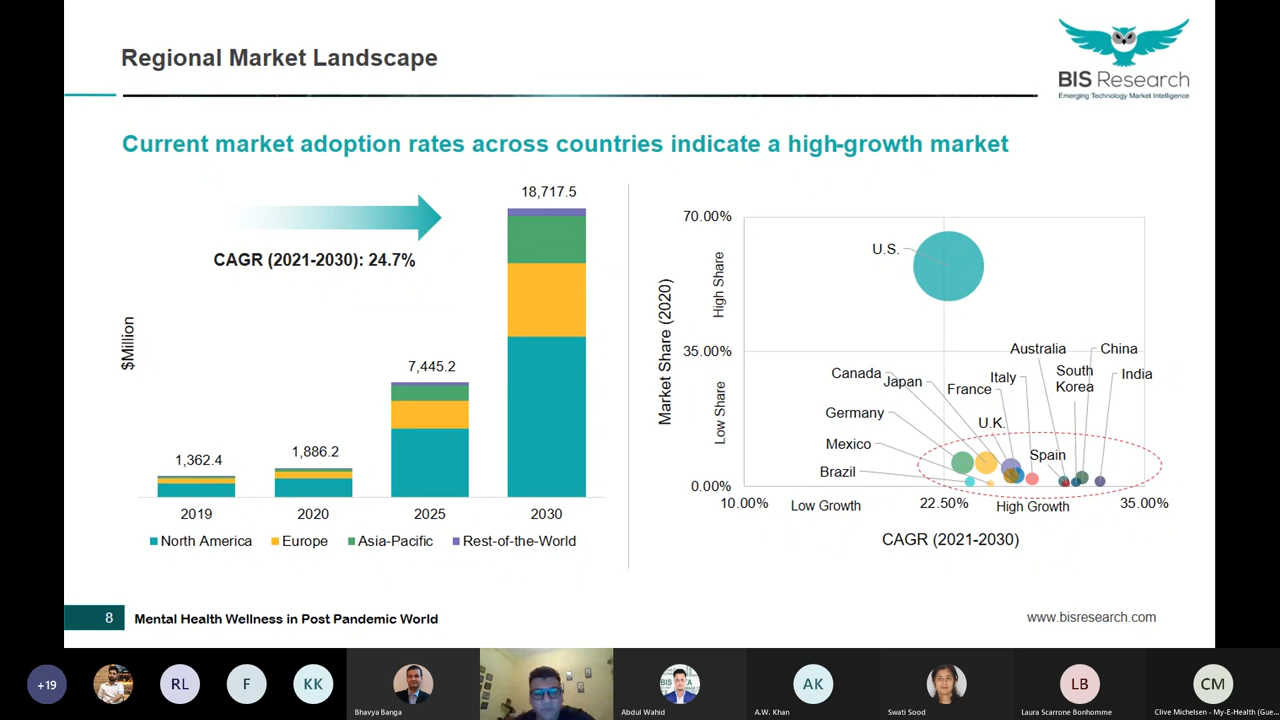 Regional Market Landscape
BIS Research
Emerging Technology Market Intelligence
Current market adoption rates across countries indicate a high-growth market
CAGR (2021-2030): 24.7%
$Million
1,362.4
1,886.2
7,445.2
18,717.5
2019
2020
2025
2030
North America
Europe
Asia-Pacific
Rest-of-the-World
Market Share (2020)
High Share
Low Share
70.00%
35.00%
0.00%
U.S.
Australia
China
Canada
Japan
France
Italy
South
Korea
India
Germany
U.K.
Mexico
Spain
Brazil
10.00%
Low Growth
22.50%
High Growth
35.00%
CAGR (2021-2030)
8
Mental Health Wellness in Post Pandemic World
www.bisresearch.com
+19
RL
F
KK
Bhavya Banga
BIS
Abdul Wahid
AK
A.W. Khan
Swati Sood
LB
Laura Scarrone Bonhomme
CM
Clive Michelsen - My-E-Health (Gue...